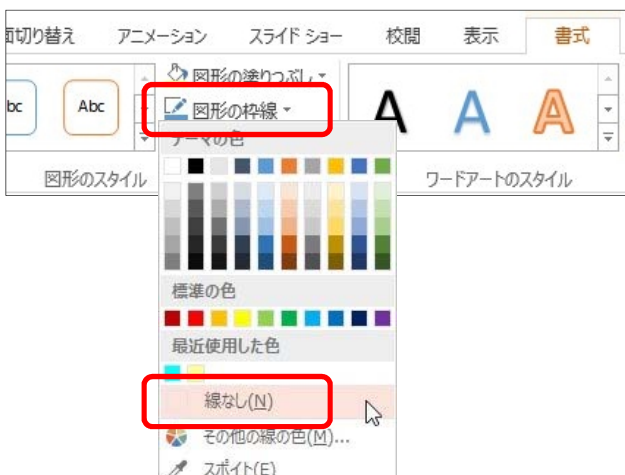 面切り替え アニメーション スライド ショー 校閲 表示 書式
bc Abc 図形の塗りつぶし A A A
図形の枠線
テーマの色
図形のスタイル ワードアートのスタイル
標準の色
最近使用した色
線なし(N)
その他の線の色(M)...
スポイト(E)